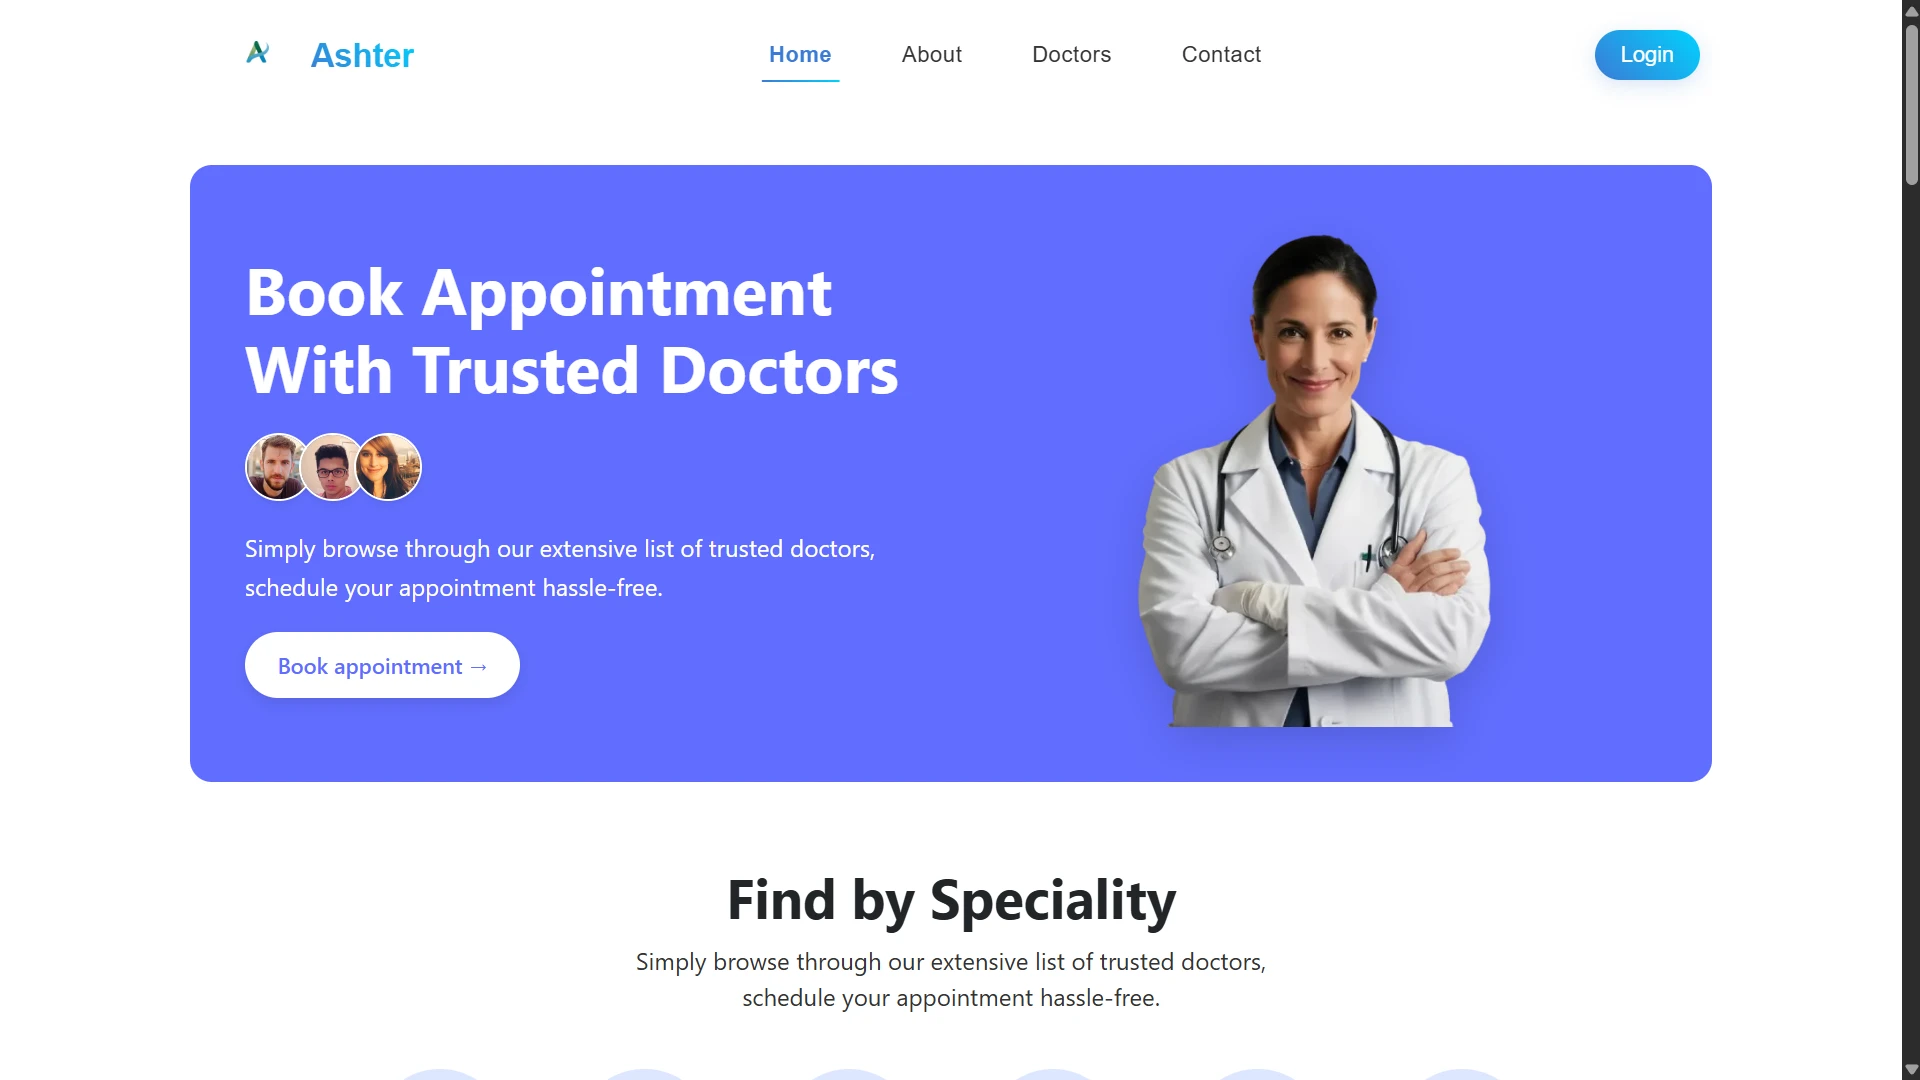 Ashter
Home
About
Doctors
Contact
Login
Book Appointment
With Trusted Doctors
Simply browse through our extensive list of trusted doctors,
schedule your appointment hassle-free.
Book appointment →
Find by Speciality
Simply browse through our extensive list of trusted doctors,
schedule your appointment hassle-free.